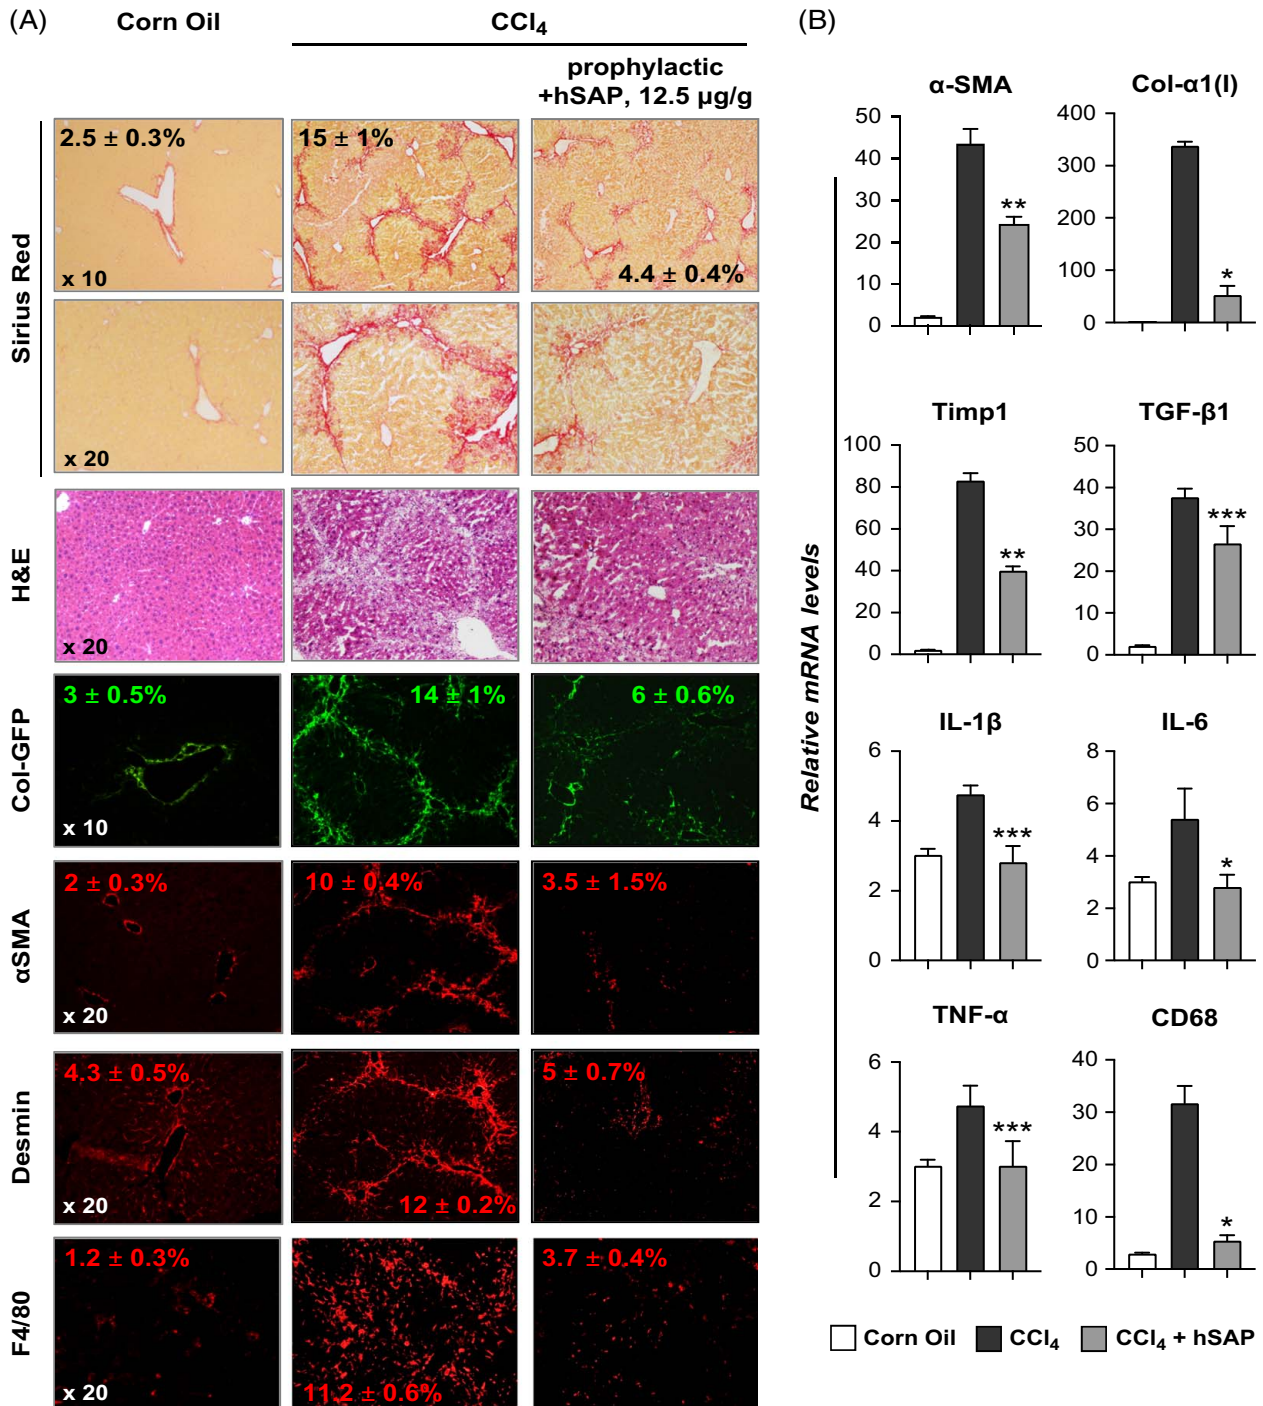 (A)
Corn Oil
CCl₄
prophylactic
+hSAP, 12.5 µg/g
Sirius Red
2.5 ± 0.3%
x 10
15 ± 1%
4.4 ± 0.4%
x 20
H&E
x 20
Col-GFP
3 ± 0.5%
x 10
14 ± 1%
6 ± 0.6%
αSMA
2 ± 0.3%
x 20
10 ± 0.4%
3.5 ± 1.5%
Desmin
4.3 ± 0.5%
x 20
12 ± 0.2%
5 ± 0.7%
F4/80
1.2 ± 0.3%
x 20
11.2 ± 0.6%
3.7 ± 0.4%
(B)
Relative mRNA levels
α-SMA
50
40
30
20
10
0
**
Col-α1(I)
400
300
200
100
0
*
Timp1
100
80
60
40
20
0
**
TGF-β1
50
40
30
20
10
0
***
IL-1β
6
4
2
0
***
IL-6
8
6
4
2
0
*
TNF-α
6
4
2
0
***
CD68
40
30
20
10
0
*
Corn Oil
CCl₄
CCl₄ + hSAP